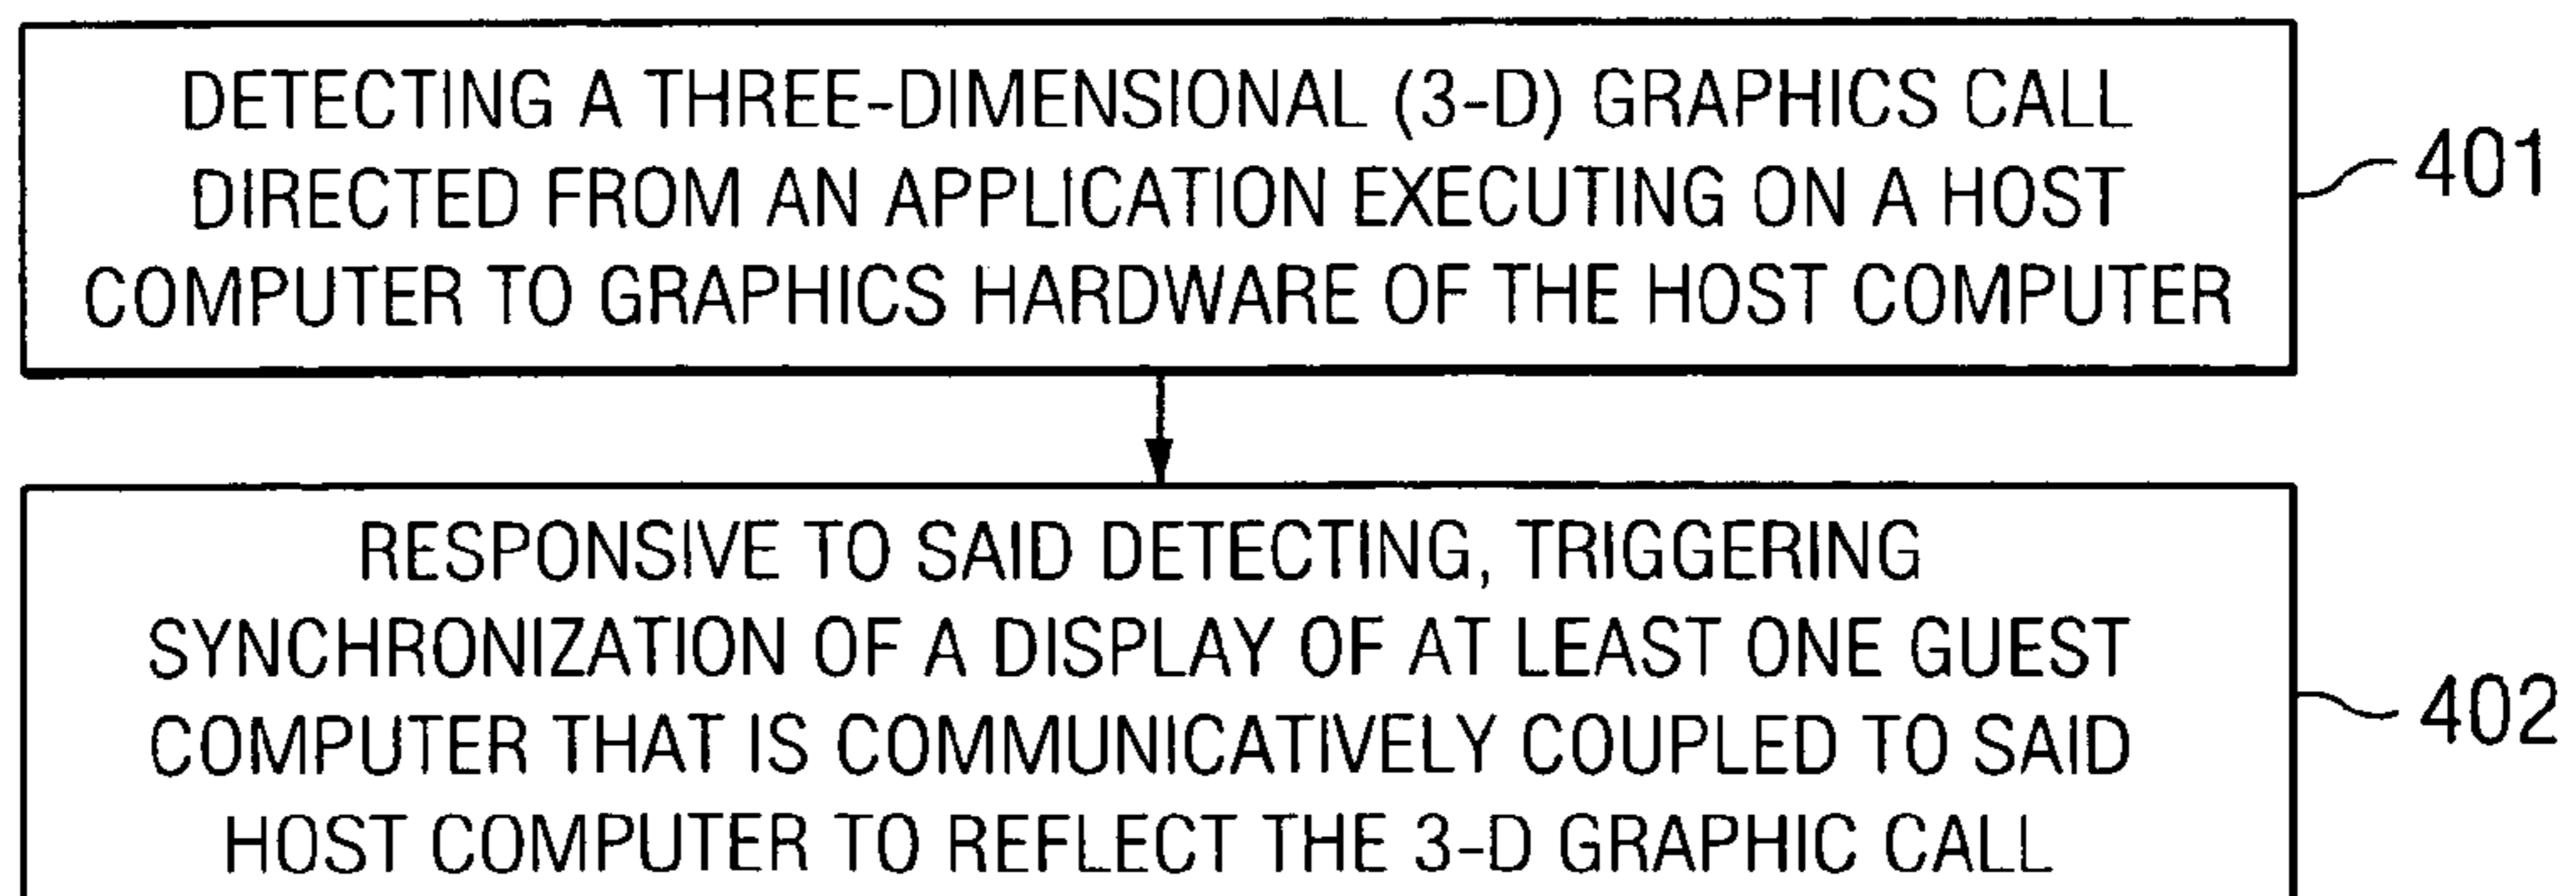 DETECTING A THREE-DIMENSIONAL (3-D) GRAPHICS CALL
DIRECTED FROM AN APPLICATION EXECUTING ON A HOST
COMPUTER TO GRAPHICS HARDWARE OF THE HOST COMPUTER
401
RESPONSIVE TO SAID DETECTING, TRIGGERING
SYNCHRONIZATION OF A DISPLAY OF AT LEAST ONE GUEST
COMPUTER THAT IS COMMUNICATIVELY COUPLED TO SAID
HOST COMPUTER TO REFLECT THE 3-D GRAPHIC CALL
402